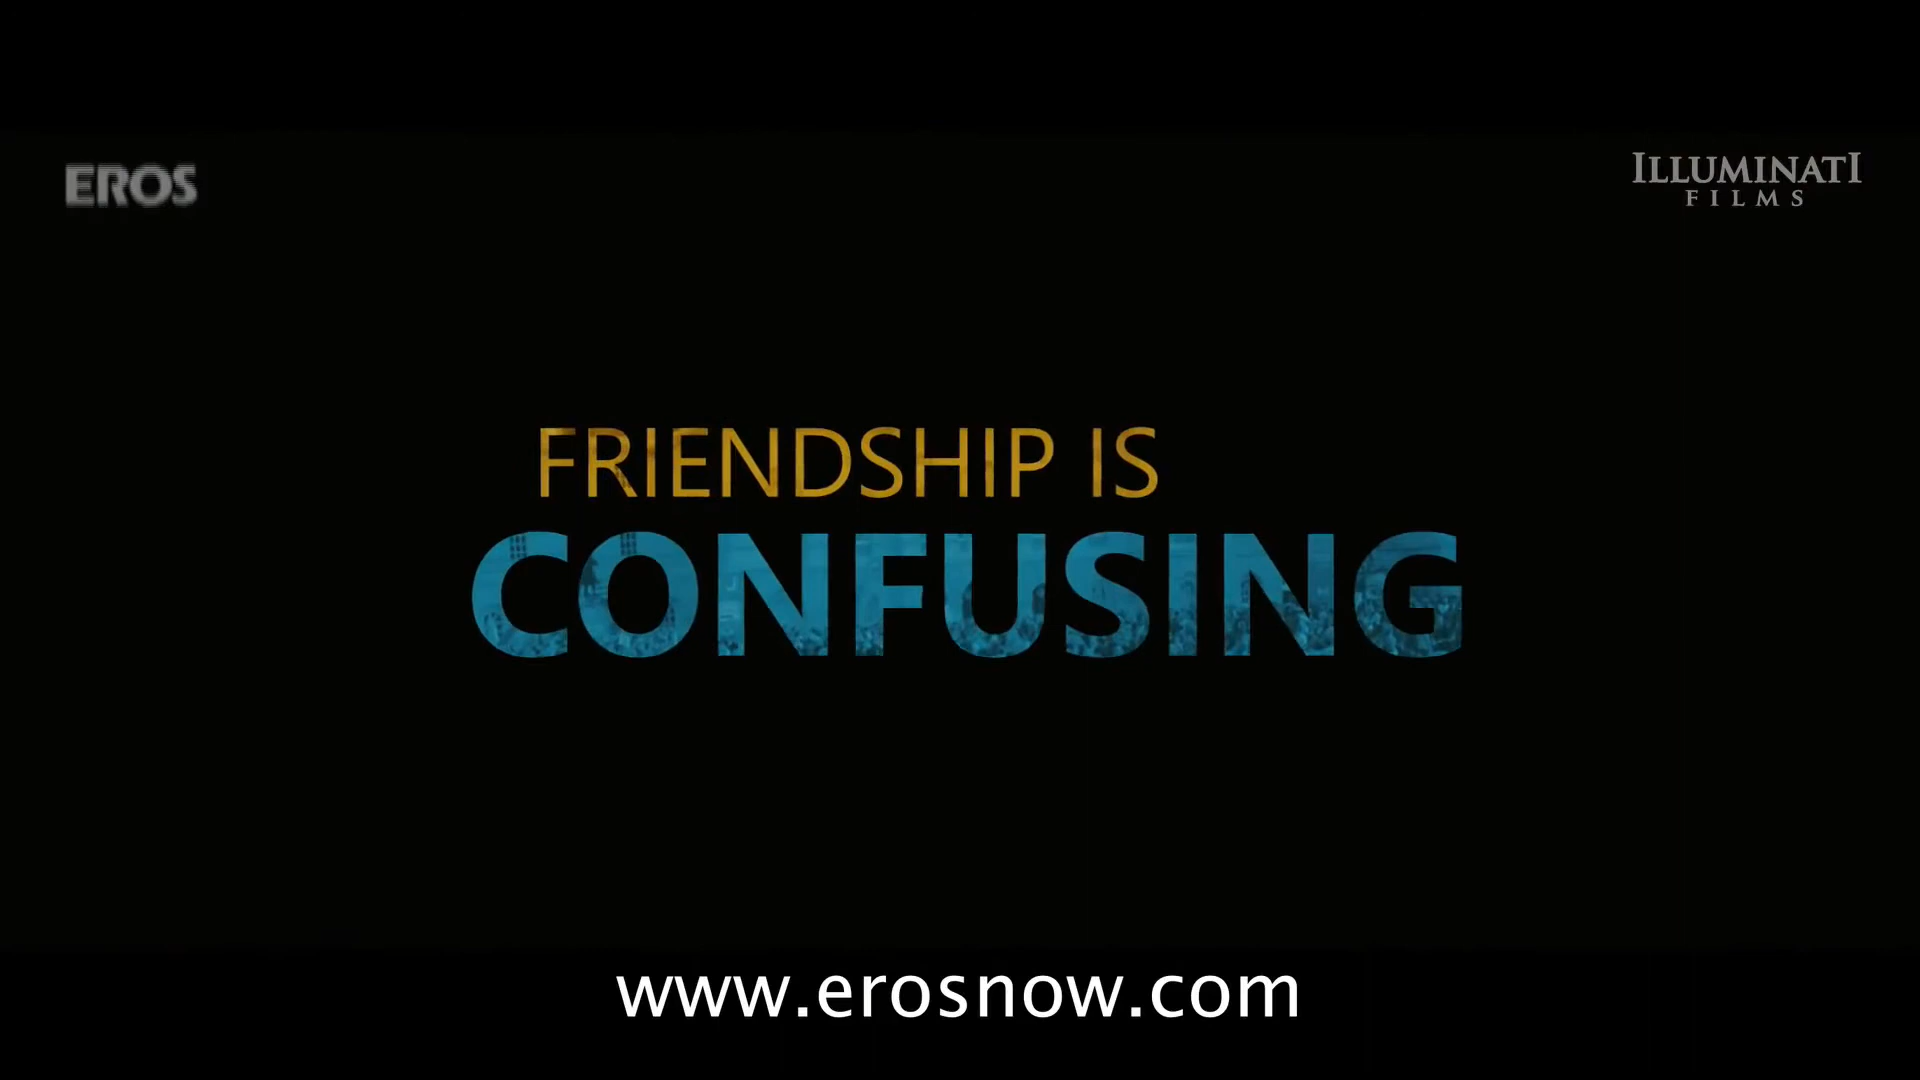 EROS
ILLUMINATI
FILMS
FRIENDSHIP IS
CONFUSING
www.erosnow.com